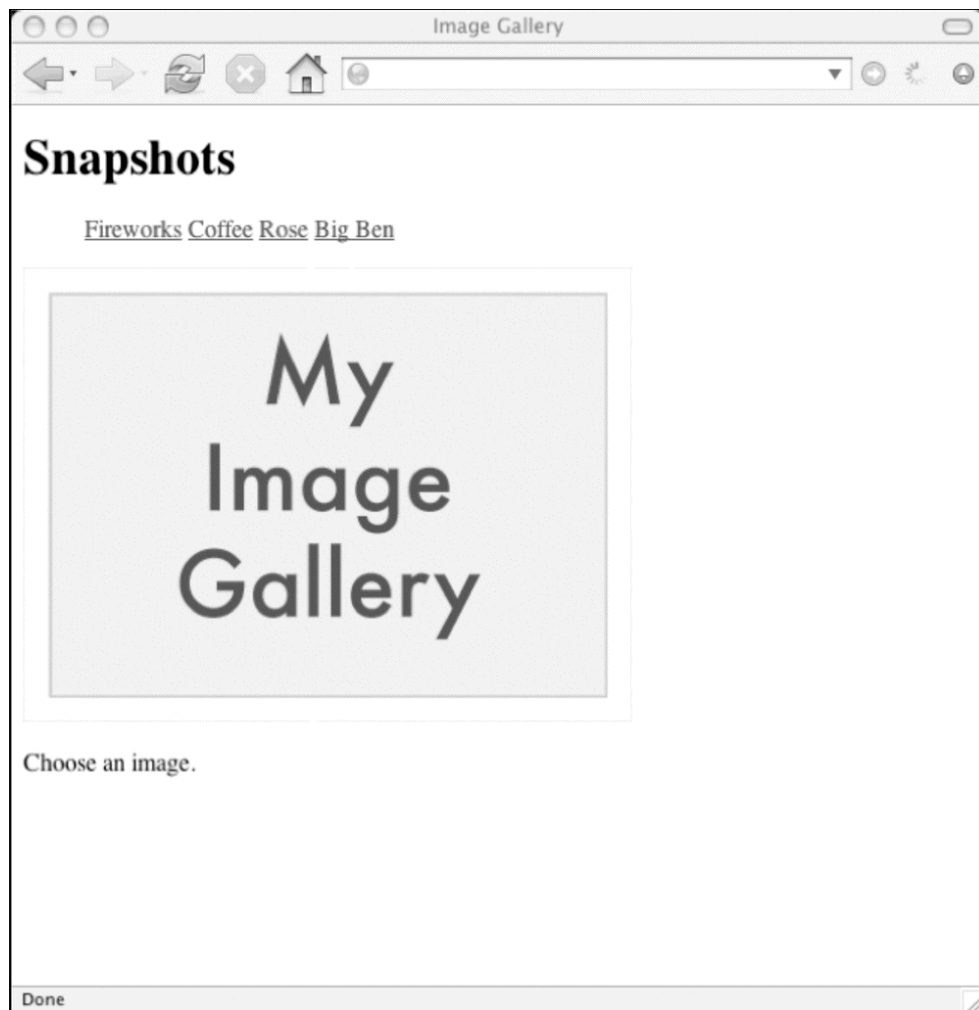 Image Gallery
Snapshots
Fireworks Coffee Rose Big Ben
My
Image
Gallery
Choose an image.
Done